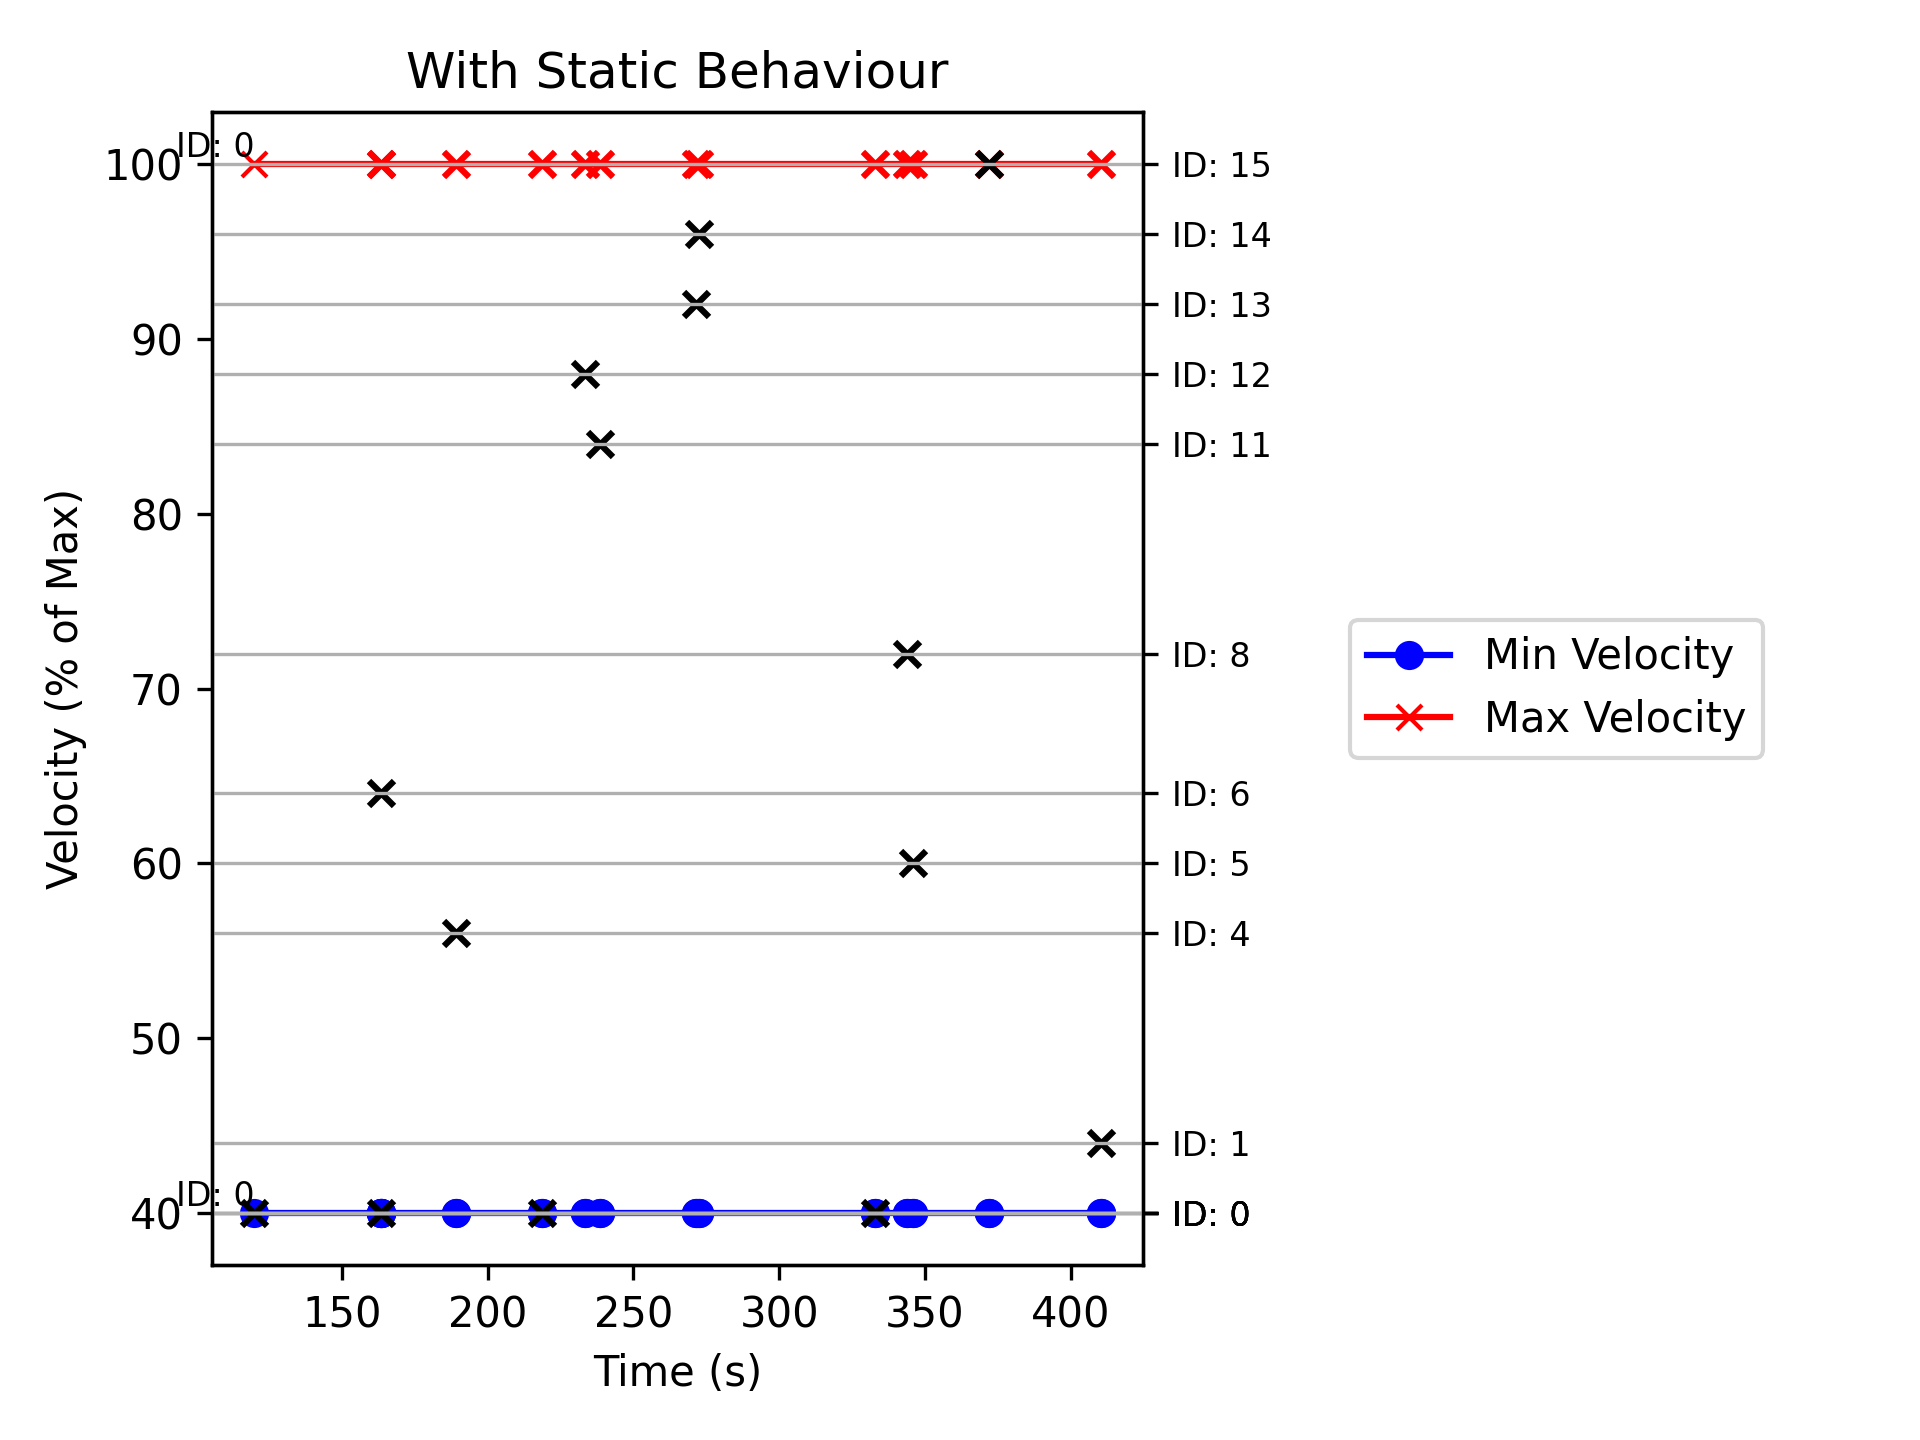 With Static Behaviour
ID: 0
100
90
80
70
60
50
ID: 0
40
Velocity (% of Max)
150 200 250 300 350 400
Time (s)
ID: 15
ID: 14
ID: 13
ID: 12
ID: 11
ID: 8
ID: 6
ID: 5
ID: 4
ID: 1
ID: 0
Min Velocity
Max Velocity